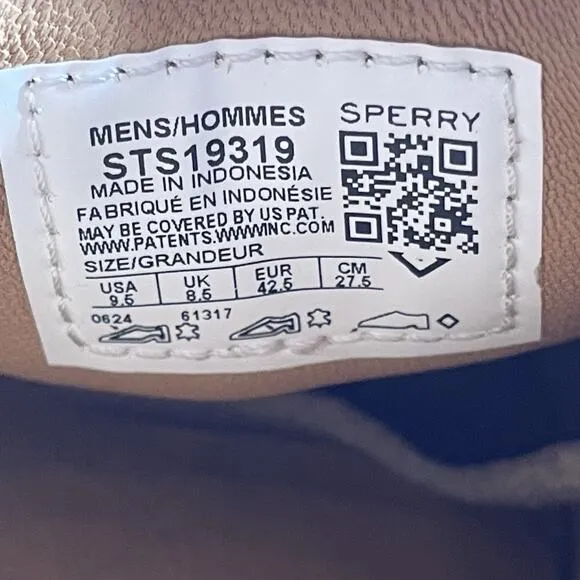 MENS/HOMMES
SPERRY
STS19319
MADE IN INDONESIA
FABRIQUÉ EN INDONÉSIE
MAY BE COVERED BY US PAT.
WWW.PATENTS.WWWINC.COM
SIZE/GRANDEUR
USA UK EUR CM
9.5 8.5 42.5 27.5
0624 61317